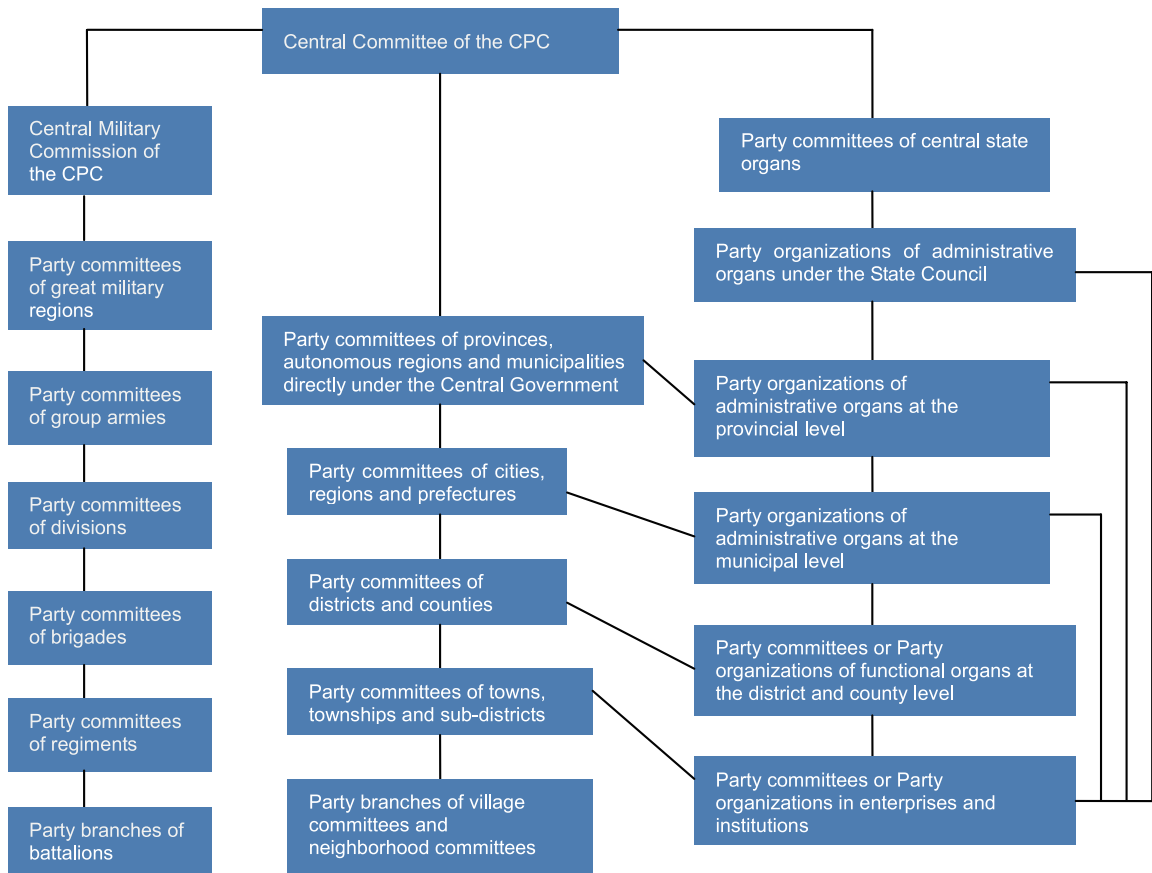 Central Committee of the CPC
Central Military
Commission of
the CPC
Party committees
of great military
regions
Party committees
of group armies
Party committees
of divisions
Party committees
of brigades
Party committees
of regiments
Party branches of
battalions
Party committees of provinces,
autonomous regions and municipalities
directly under the Central Government
Party committees of cities,
regions and prefectures
Party committees of
districts and counties
Party committees of towns,
townships and sub-districts
Party branches of village
committees and
neighborhood committees
Party committees of central state
organs
Party organizations of administrative
organs under the State Council
Party organizations of
administrative organs at the
provincial level
Party organizations of
administrative organs at the
municipal level
Party committees or Party
organizations of functional organs at
the district and county level
Party committees or Party
organizations in enterprises and
institutions